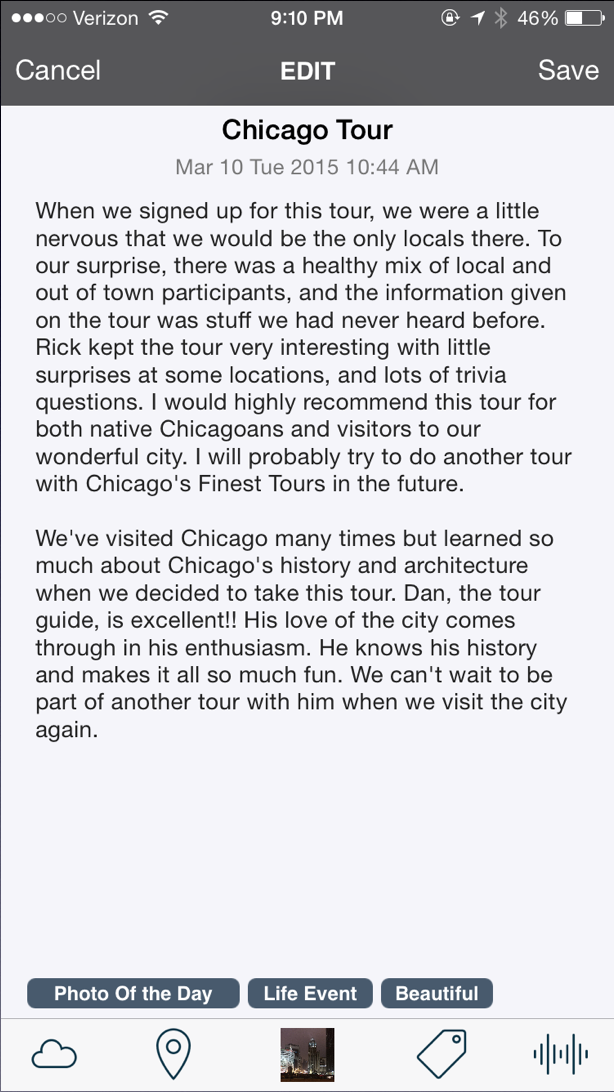 Verizon 9:10 PM 46%
Cancel EDIT Save
Chicago Tour
Mar 10 Tue 2015 10:44 AM
When we signed up for this tour, we were a little
nervous that we would be the only locals there. To
our surprise, there was a healthy mix of local and
out of town participants, and the information given
on the tour was stuff we had never heard before.
Rick kept the tour very interesting with little
surprises at some locations, and lots of trivia
questions. I would highly recommend this tour for
both native Chicagoans and visitors to our
wonderful city. I will probably try to do another tour
with Chicago's Finest Tours in the future.
We've visited Chicago many times but learned so
much about Chicago's history and architecture
when we decided to take this tour. Dan, the tour
guide, is excellent!! His love of the city comes
through in his enthusiasm. He knows his history
and makes it all so much fun. We can't wait to be
part of another tour with him when we visit the city
again.
Photo Of the Day Life Event Beautiful